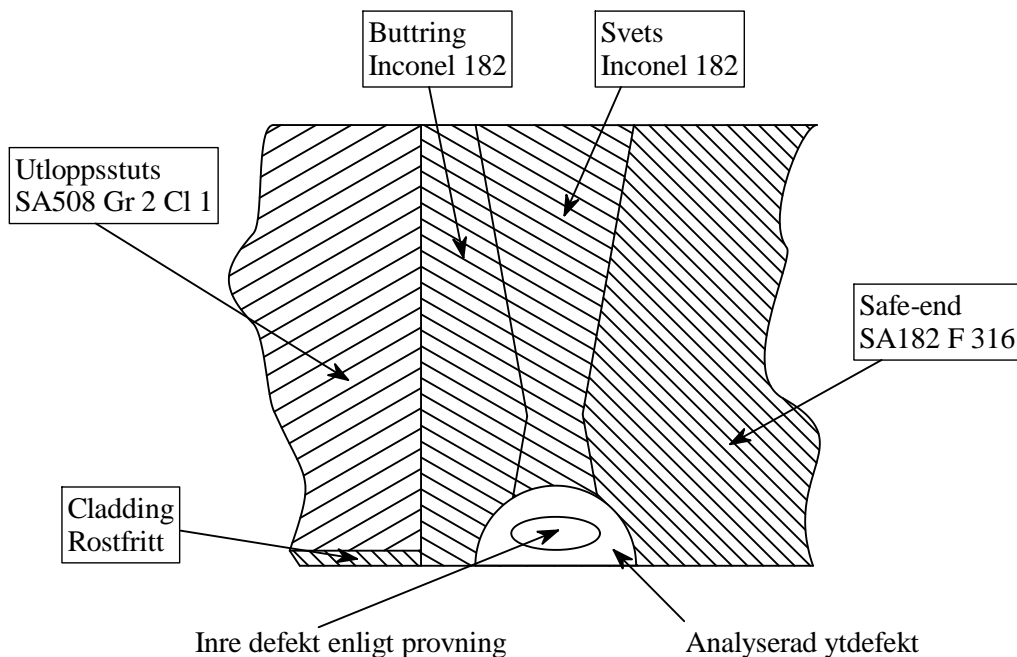 Buttring
Inconel 182
Svets
Inconel 182
Utloppsstuts
SA508 Gr 2 Cl 1
Safe-end
SA182 F 316
Cladding
Rostfritt
Inre defekt enligt provning
Analyserad ytdefekt